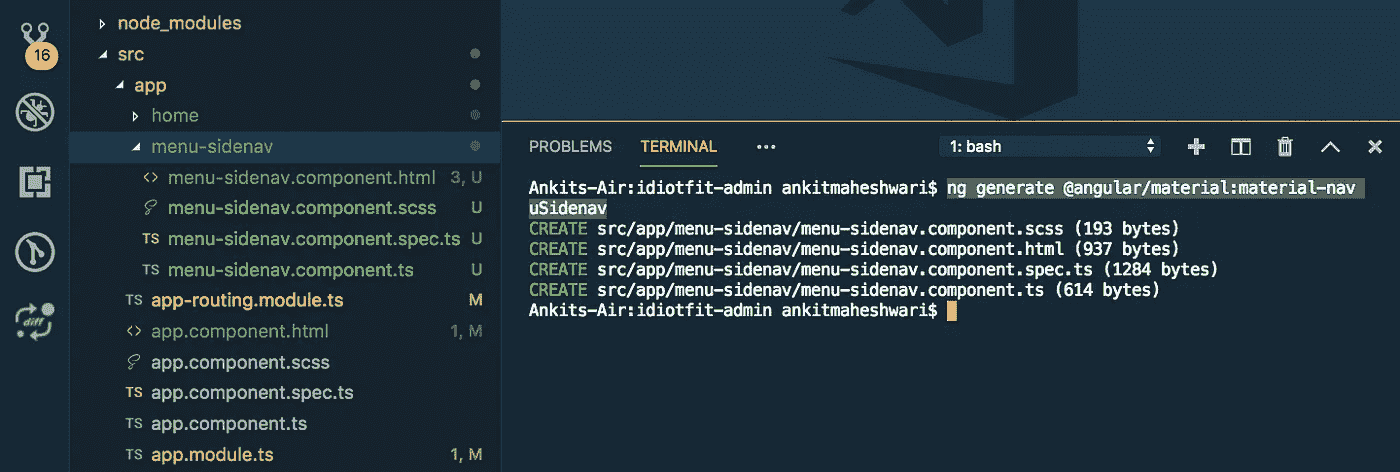 16
node_modules
src
app
home
menu-sidenav
<> menu-sidenav.component.html 3, U
menu-sidenav.component.scss U
TS menu-sidenav.component.spec.ts U
TS menu-sidenav.component.ts U
TS app-routing.module.ts M
<> app.component.html 1, M
app.component.scss
TS app.component.spec.ts
TS app.component.ts
TS app.module.ts 1, M
diff
PROBLEMS TERMINAL ••• 1: bash
Ankits-Air:idiotfit-admin ankitmaheshwari$ ng generate @angular/material:material-nav
uSidenav
CREATE src/app/menu-sidenav/menu-sidenav.component.scss (193 bytes)
CREATE src/app/menu-sidenav/menu-sidenav.component.html (937 bytes)
CREATE src/app/menu-sidenav/menu-sidenav.component.spec.ts (1284 bytes)
CREATE src/app/menu-sidenav/menu-sidenav.component.ts (614 bytes)
Ankits-Air:idiotfit-admin ankitmaheshwari$